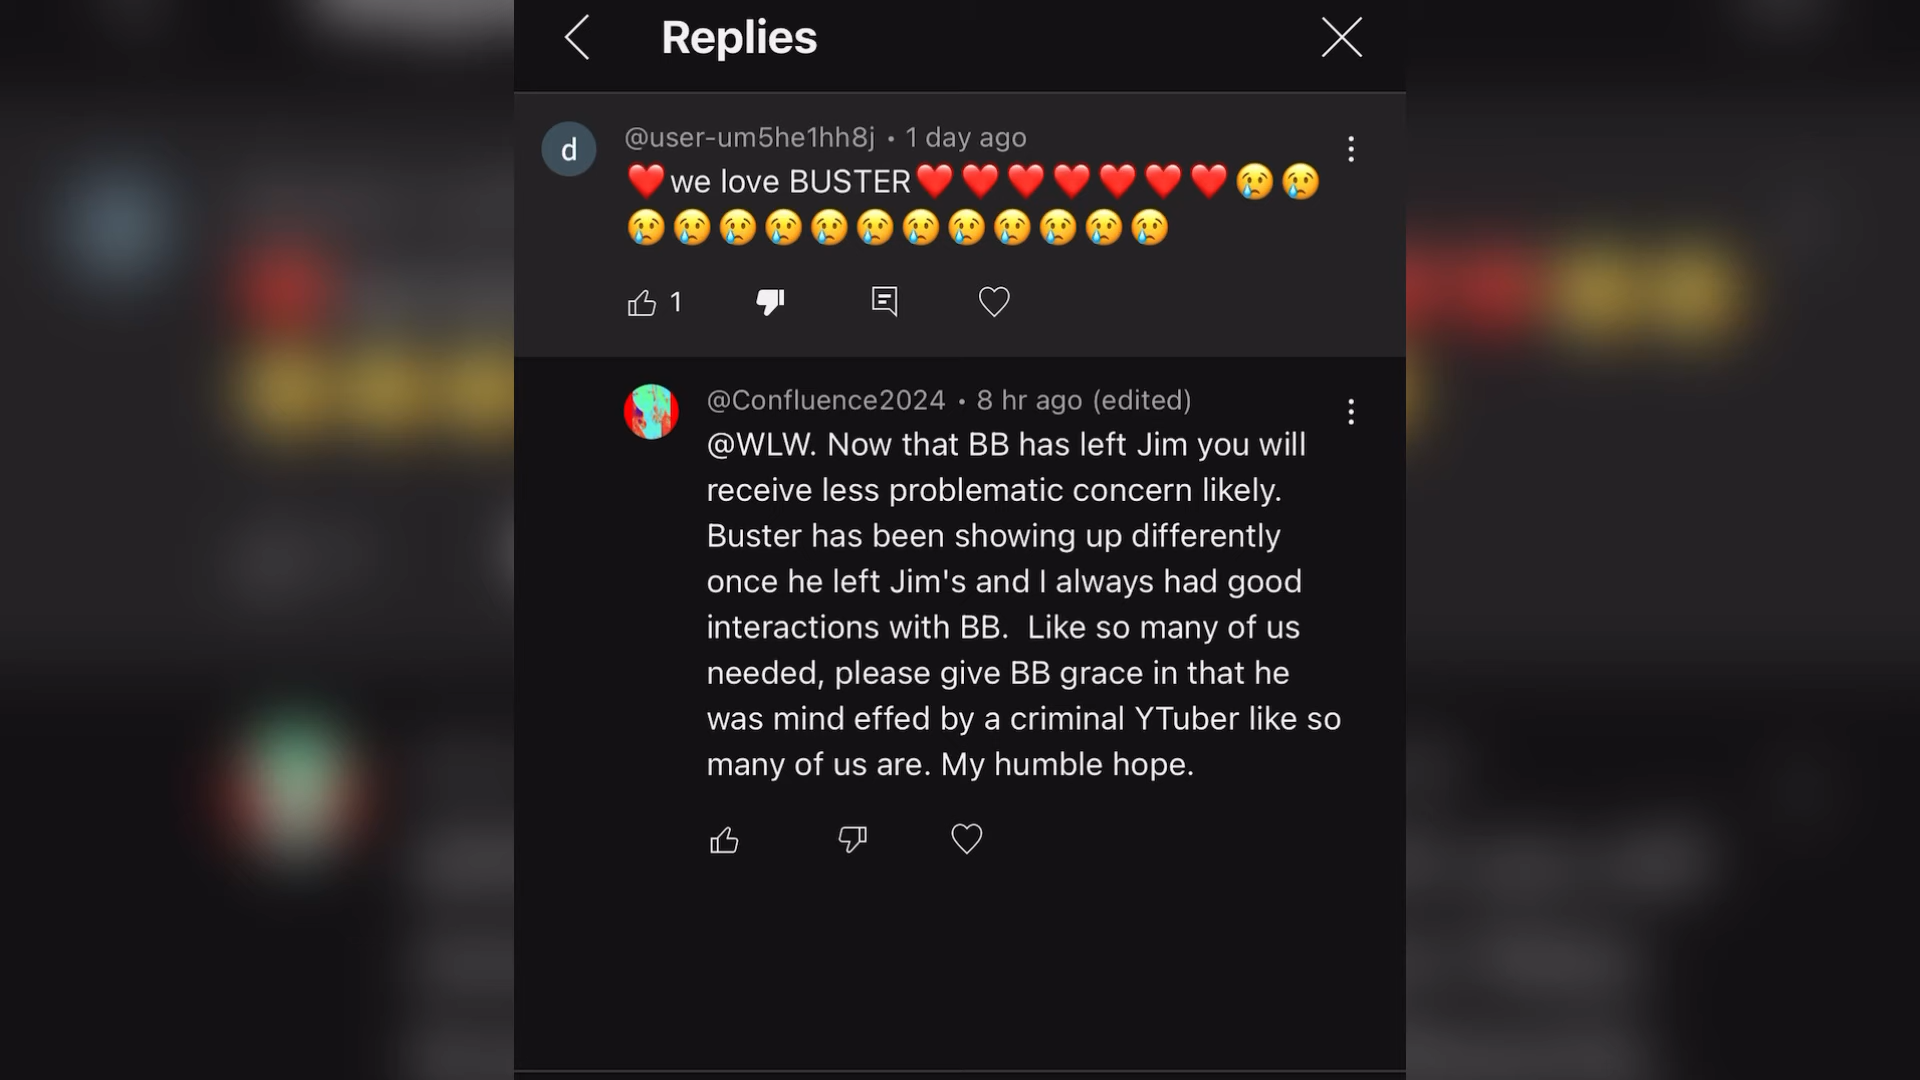 Replies
d
@user-um5he1hh8j • 1 day ago
❤️we love BUSTER❤️❤️❤️❤️❤️❤️❤️😢😢
😢😢😢😢😢😢😢😢😢😢😢😢
1
@Confluence2024 • 8 hr ago (edited)
@WLW. Now that BB has left Jim you will
receive less problematic concern likely.
Buster has been showing up differently
once he left Jim's and I always had good
interactions with BB.  Like so many of us
needed, please give BB grace in that he
was mind effed by a criminal YTuber like so
many of us are. My humble hope.